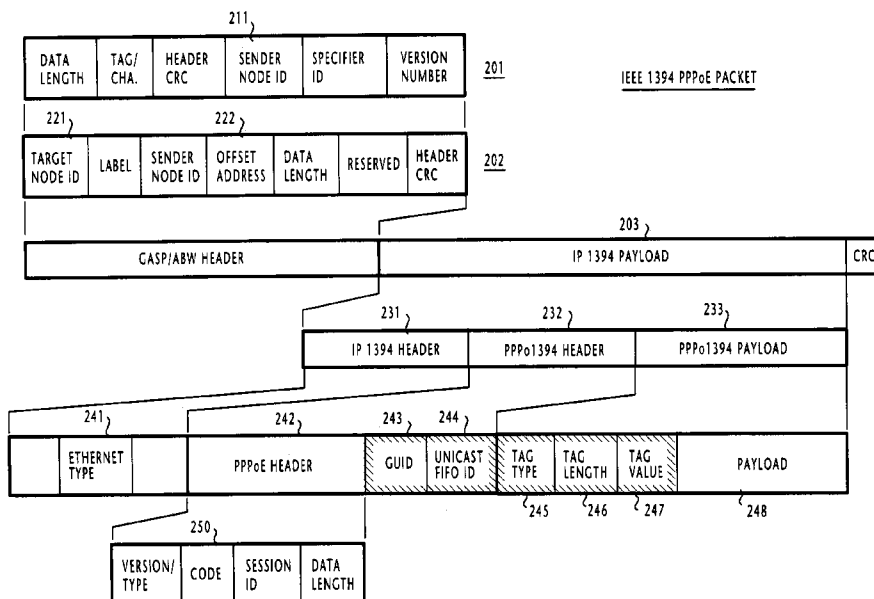 211
DATA LENGTH TAG/ CHA. HEADER CRC SENDER NODE ID SPECIFIER ID VERSION NUMBER
201
IEEE 1394 PPPoE PACKET
221 222
TARGET NODE ID LABEL SENDER NODE ID OFFSET ADDRESS DATA LENGTH RESERVED HEADER CRC
202
203
GASP/ABW HEADER IP 1394 PAYLOAD CRC
231 232 233
IP 1394 HEADER PPPo1394 HEADER PPPo1394 PAYLOAD
241 242 243 244
ETHERNET TYPE PPPoE HEADER GUID UNICAST FIFO ID TAG TYPE TAG LENGTH TAG VALUE PAYLOAD
245 246 247 248
250
VERSION/ TYPE CODE SESSION ID DATA LENGTH